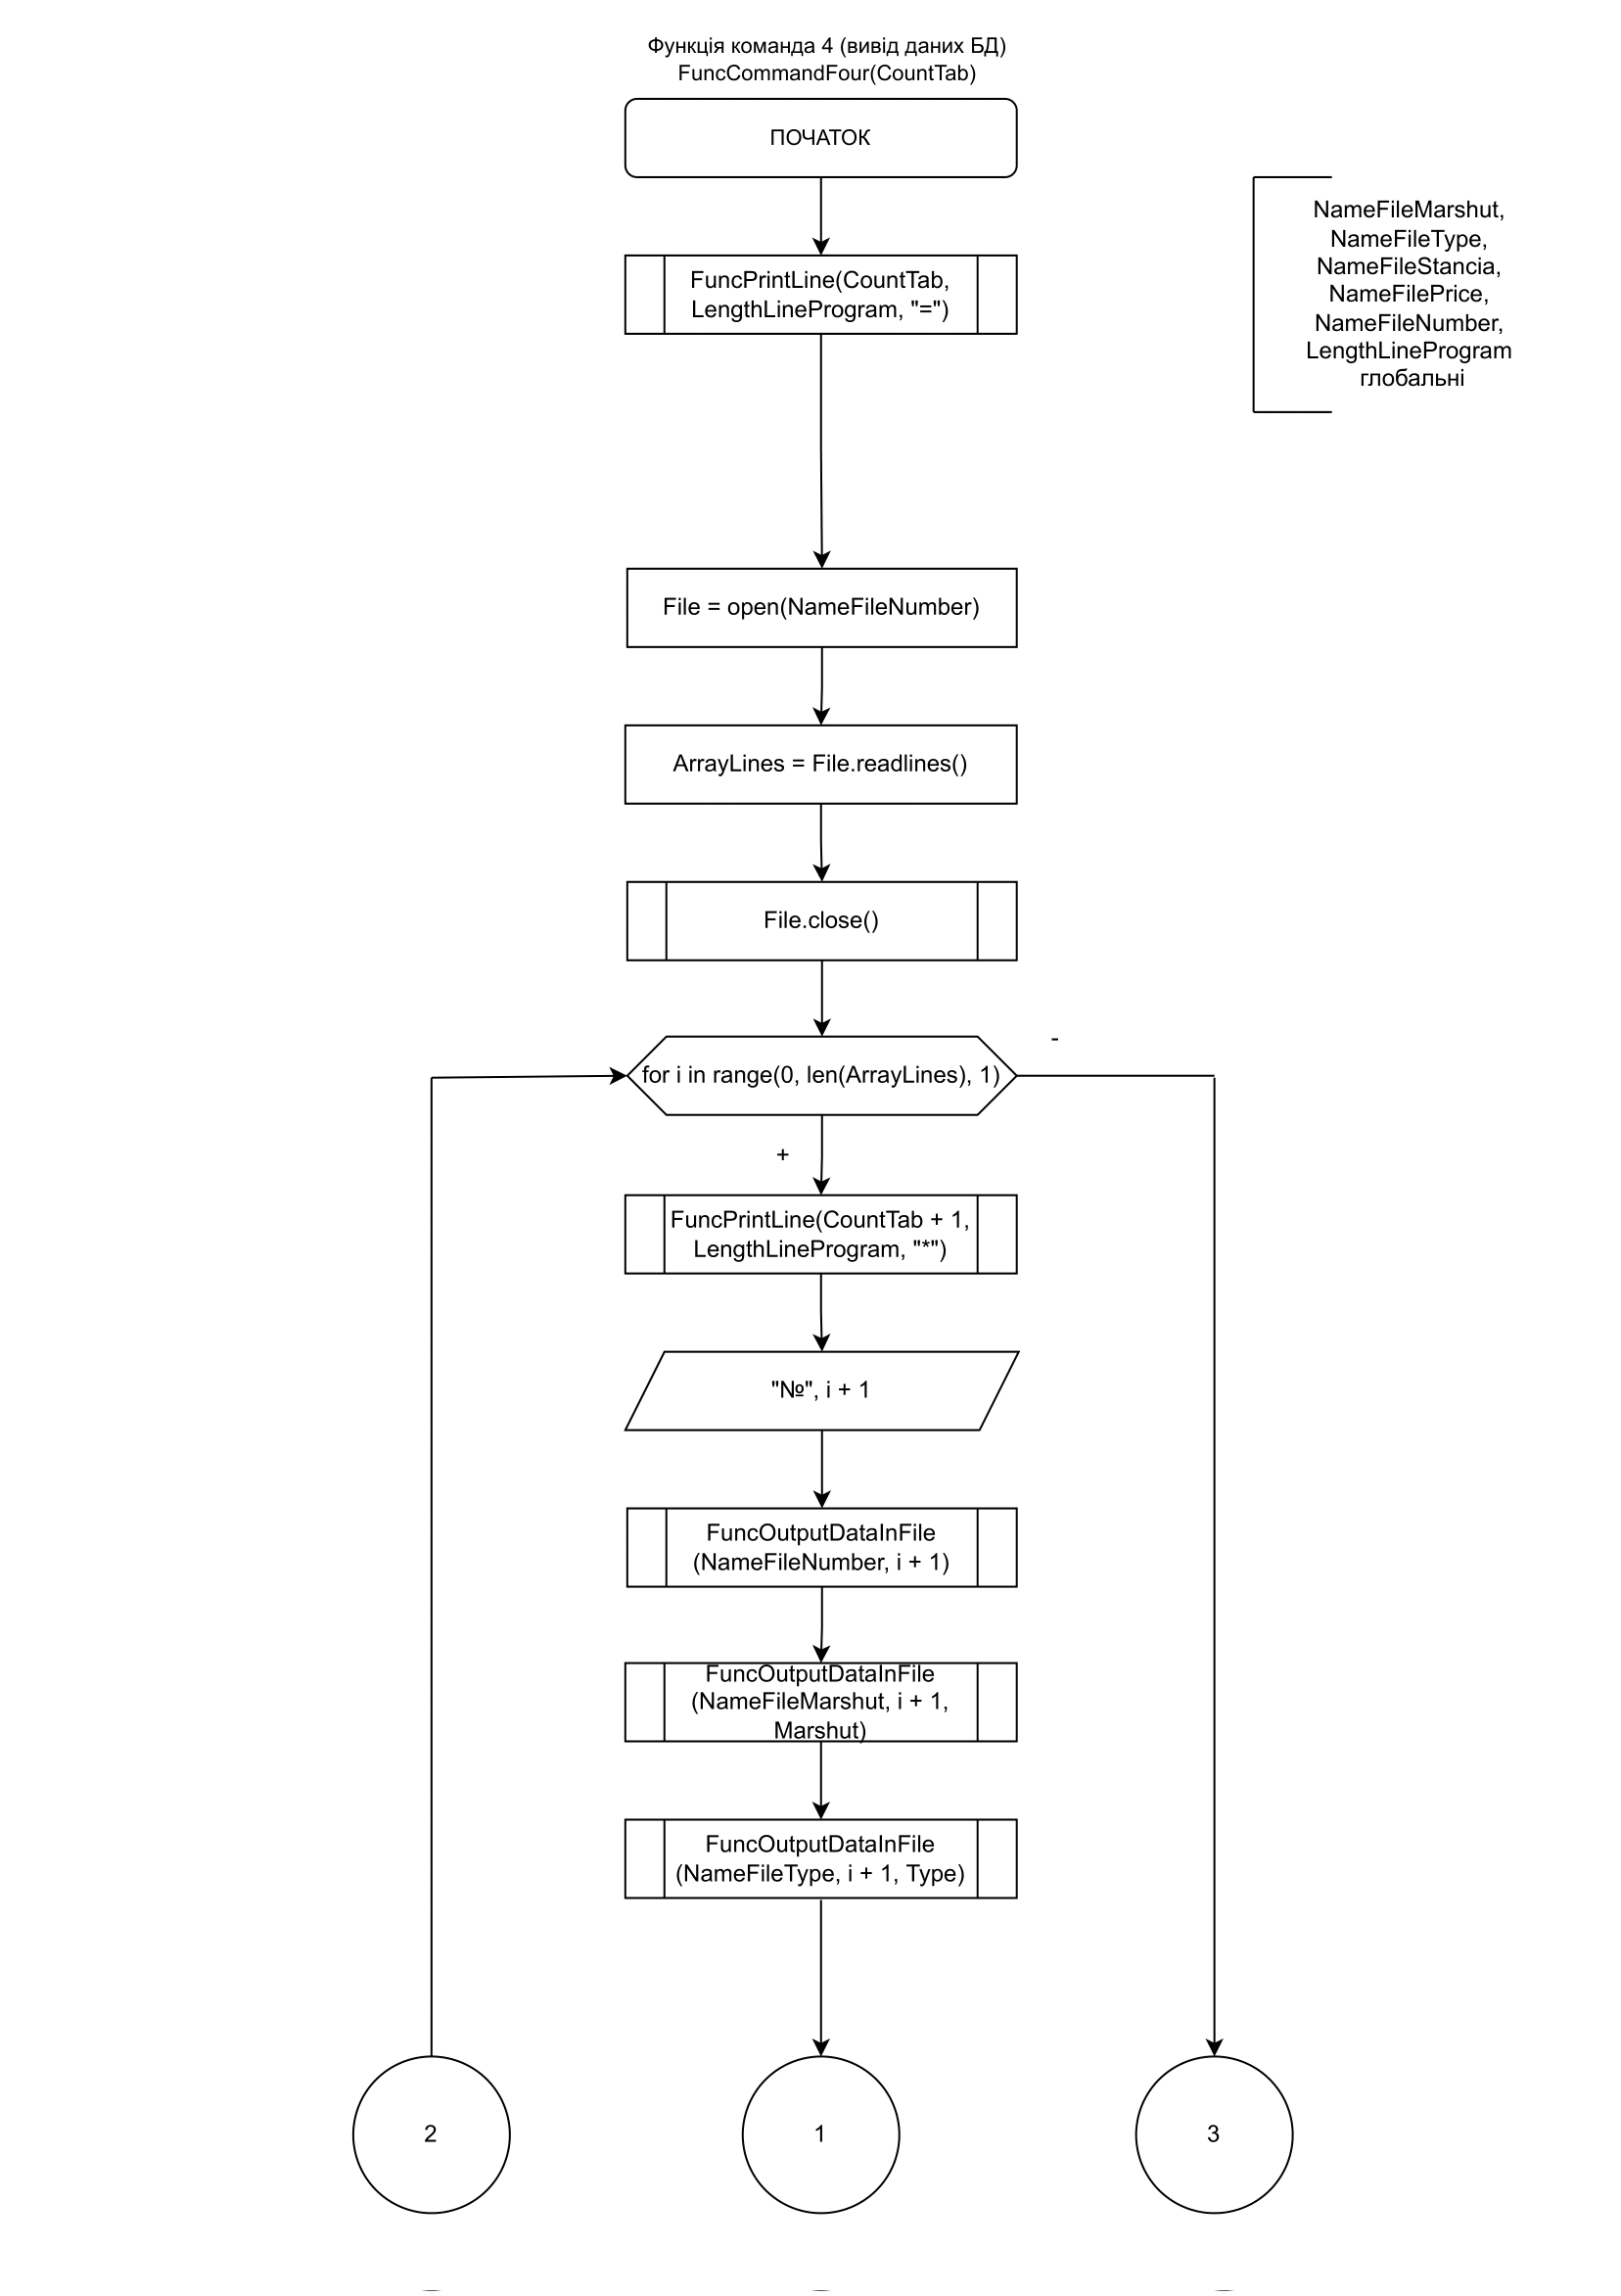 Функція команда 4 (вивід даних БД)
FuncCommandFour(CountTab)
ПОЧАТОК
NameFileMarshut,
NameFileType,
NameFileStancia,
NameFilePrice,
NameFileNumber,
LengthLineProgram
глобальні
FuncPrintLine(CountTab,
LengthLineProgram, "=")
File = open(NameFileNumber)
ArrayLines = File.readlines()
File.close()
-
for i in range(0, len(ArrayLines), 1)
+
FuncPrintLine(CountTab + 1,
LengthLineProgram, "*")
"№", i + 1
FuncOutputDataInFile
(NameFileNumber, i + 1)
FuncOutputDataInFile
(NameFileMarshut, i + 1,
Marshut)
FuncOutputDataInFile
(NameFileType, i + 1, Type)
2
1
3